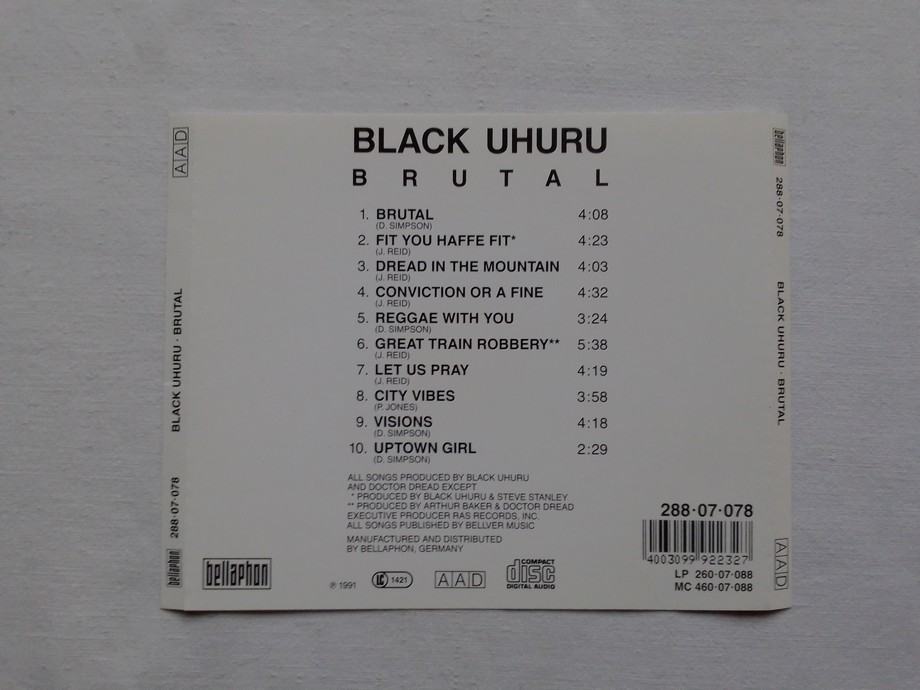 BLACK UHURU
BRUTAL
1. BRUTAL 4:08
(D. SIMPSON)
2. FIT YOU HAFFE FIT* 4:23
(J. REID)
3. DREAD IN THE MOUNTAIN 4:03
(J. REID)
4. CONVICTION OR A FINE 4:32
(J. REID)
5. REGGAE WITH YOU 3:24
(D. SIMPSON)
6. GREAT TRAIN ROBBERY** 5:38
(J. REID)
7. LET US PRAY 4:19
(J. REID)
8. CITY VIBES 3:58
(P. JONES)
9. VISIONS 4:18
(D. SIMPSON)
10. UPTOWN GIRL 2:29
(D. SIMPSON)
ALL SONGS PRODUCED BY BLACK UHURU
AND DOCTOR DREAD EXCEPT
* PRODUCED BY BLACK UHURU & STEVE STANLEY
** PRODUCED BY ARTHUR BAKER & DOCTOR DREAD
EXECUTIVE PRODUCER RAS RECORDS, INC.
ALL SONGS PUBLISHED BY BELLVER MUSIC
MANUFACTURED AND DISTRIBUTED
BY BELLAPHON, GERMANY
bellaphon
℗ 1991
LC 1421
AAD
COMPACT
disc
DIGITAL AUDIO
288·07·078
4003099 922327
LP 260·07·088
MC 460·07·088
bellaphon 288·07·078 BLACK UHURU · BRUTAL AAD
bellaphon 288·07·078 BLACK UHURU · BRUTAL AAD